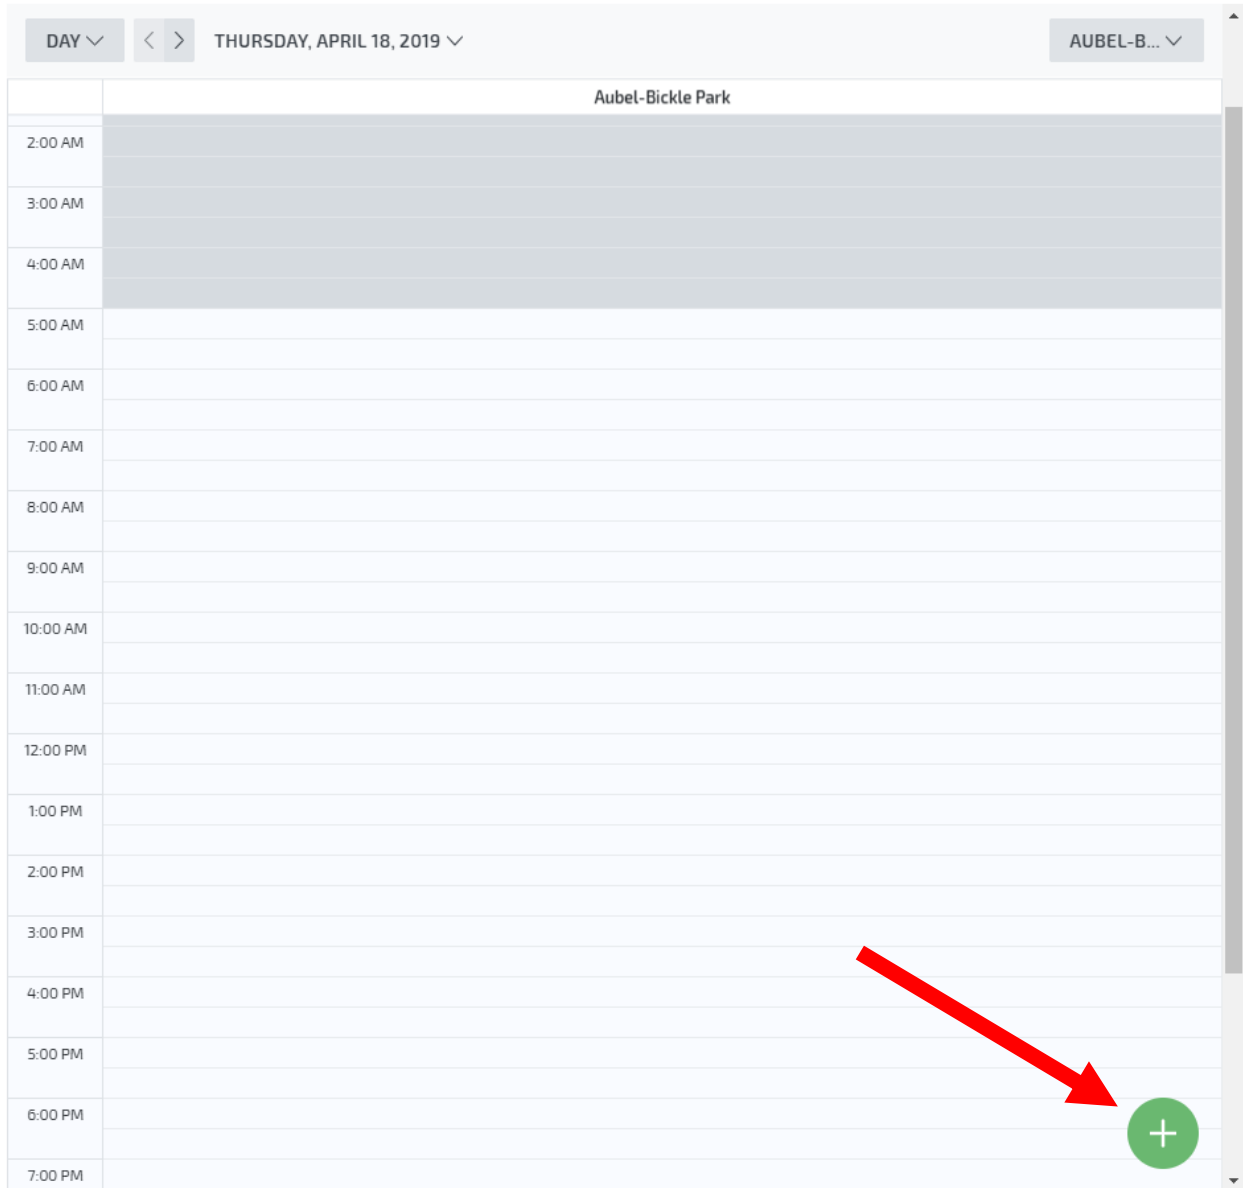 DAY
THURSDAY, APRIL 18, 2019
AUBEL-B...
Aubel-Bickle Park
2:00 AM
3:00 AM
4:00 AM
5:00 AM
6:00 AM
7:00 AM
8:00 AM
9:00 AM
10:00 AM
11:00 AM
12:00 PM
1:00 PM
2:00 PM
3:00 PM
4:00 PM
5:00 PM
6:00 PM
7:00 PM